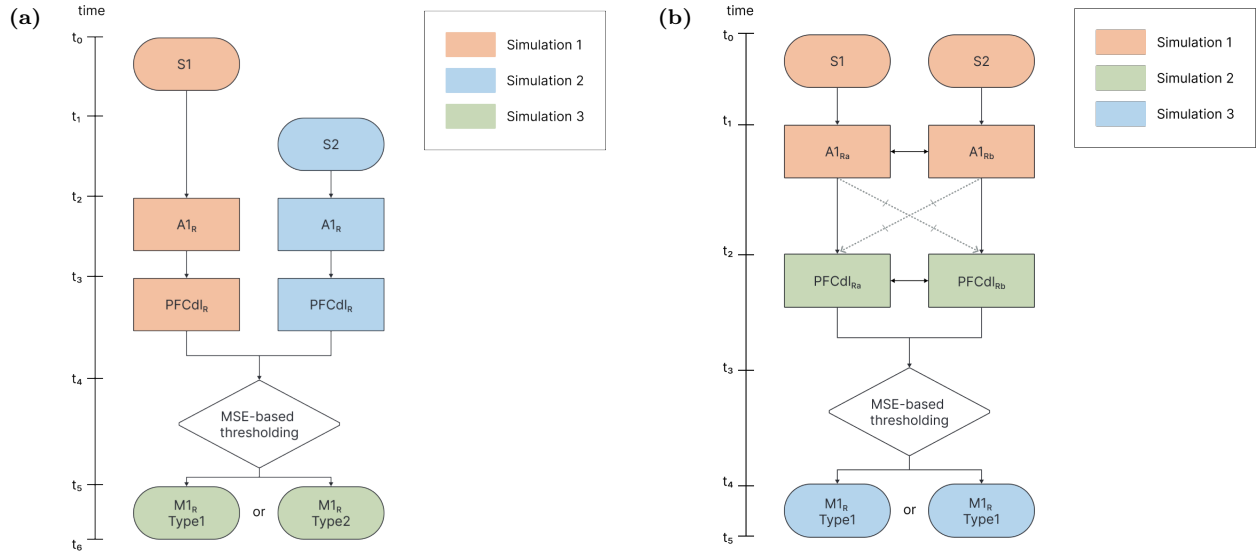 (a)
time
t₀
S1
Simulation 1
Simulation 2
Simulation 3
t₁
S2
t₂
A1R
A1R
t₃
PFCdlR
PFCdlR
t₄
MSE-based
thresholding
t₅
M1R
Type1
or
M1R
Type2
t₆
(b)
time
t₀
S1
S2
Simulation 1
Simulation 2
Simulation 3
t₁
A1Ra
A1Rb
t₂
PFCdlRa
PFCdlRb
t₃
MSE-based
thresholding
t₄
M1R
Type1
or
M1R
Type1
t₅